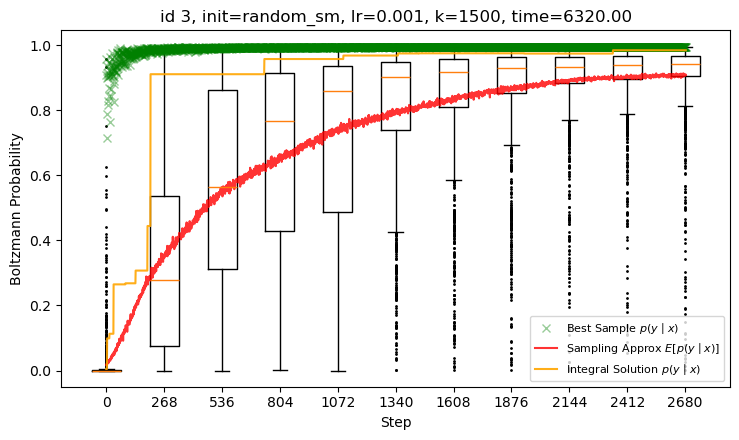 id 3, init=random_sm, lr=0.001, k=1500, time=6320.00
Boltzmann Probability
1.0
0.8
0.6
0.4
0.2
0.0
Best Sample p(y | x)
Sampling Approx E[p(y | x)]
Integral Solution p(y | x)
0 268 536 804 1072 1340 1608 1876 2144 2412 2680
Step